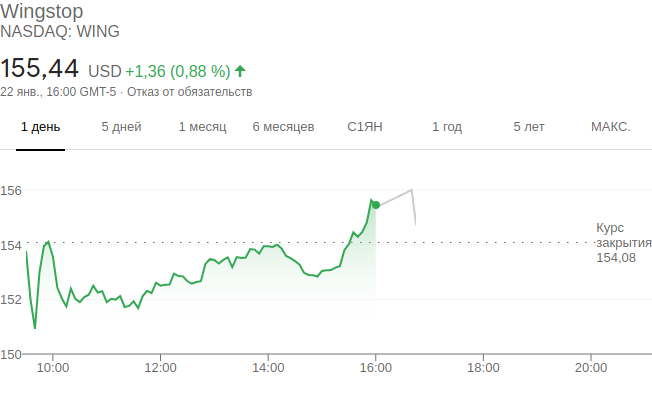 Wingstop
NASDAQ: WING
155,44 USD +1,36 (0,88 %)
22 янв., 16:00 GMT-5 · Отказ от обязательств
1 день 5 дней 1 месяц 6 месяцев С1ЯН 1 год 5 лет МАКС.
156
Курс
154 закрытия
154,08
152
150
10:00 12:00 14:00 16:00 18:00 20:00